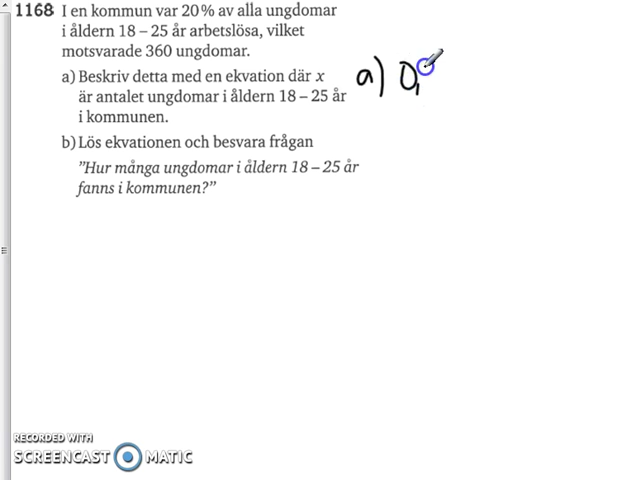 1168 I en kommun var 20% av alla ungdomar
i åldern 18 – 25 år arbetslösa, vilket
motsvarade 360 ungdomar.
a) Beskriv detta med en ekvation där x
är antalet ungdomar i åldern 18 – 25 år
i kommunen.
b) Lös ekvationen och besvara frågan
"Hur många ungdomar i åldern 18 – 25 år
fanns i kommunen?"
a) 0,
RECORDED WITH
SCREENCAST MATIC